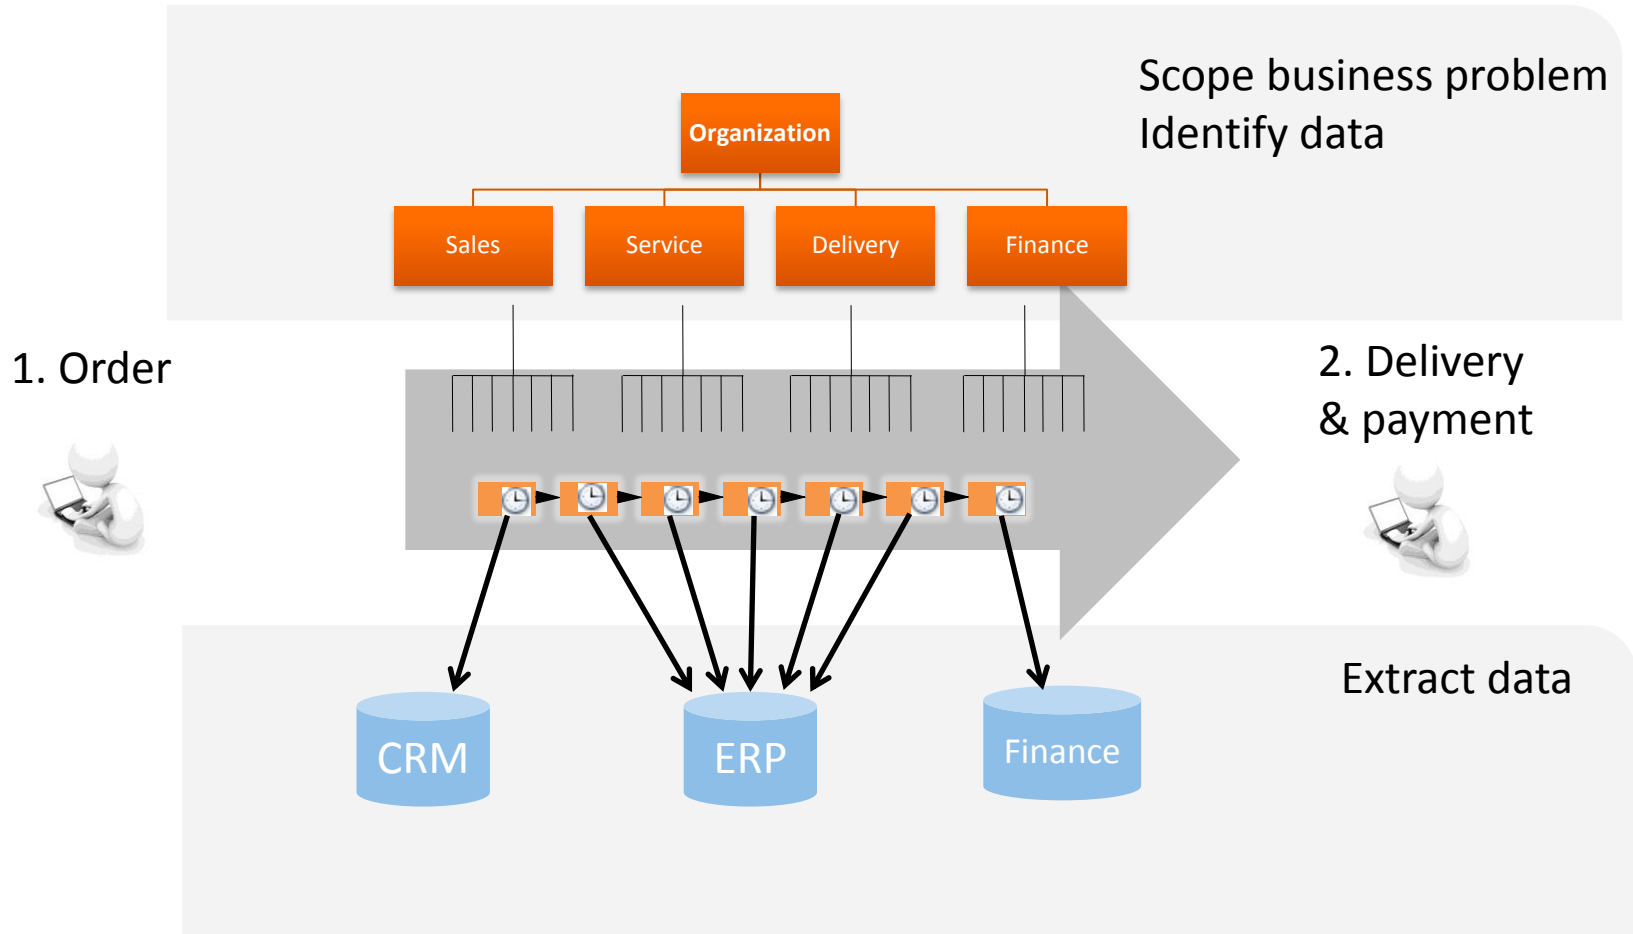 Scope business problem
Identify data
Organization
Sales
Service
Delivery
Finance
1. Order
2. Delivery
& payment
Extract data
CRM
ERP
Finance